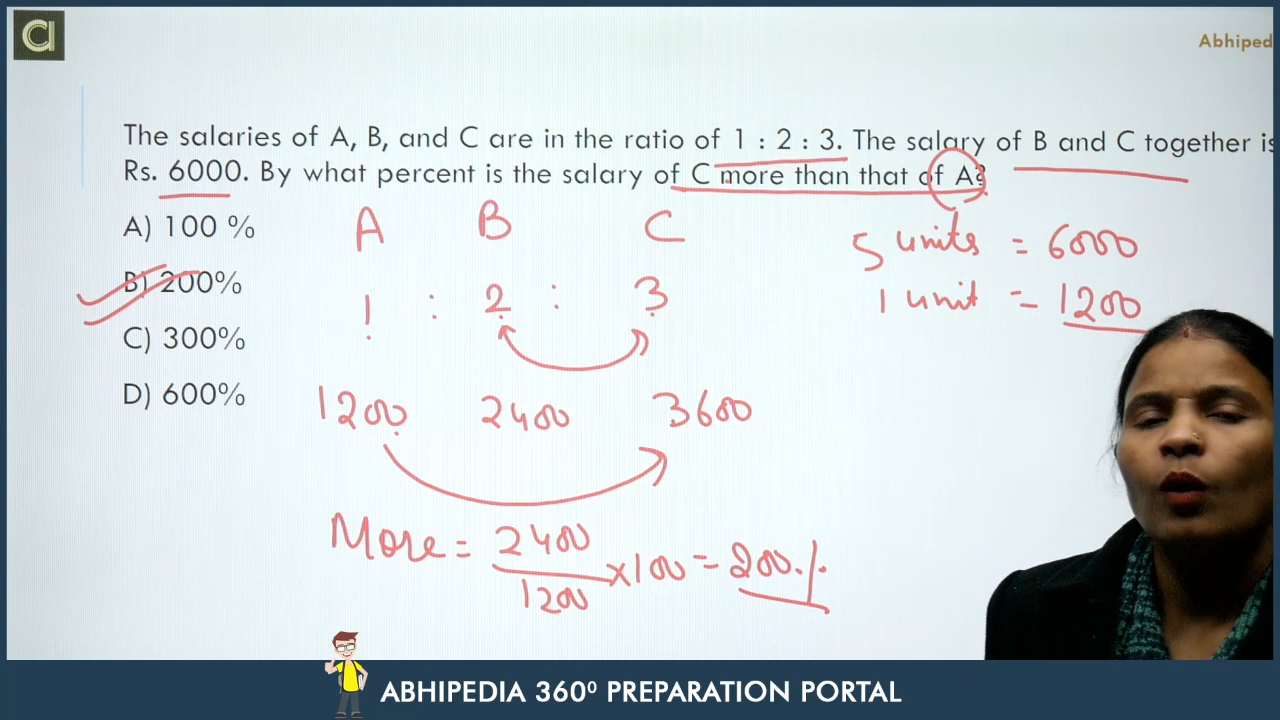 Abhiped
The salaries of A, B, and C are in the ratio of 1 : 2 : 3. The salary of B and C together is
Rs. 6000. By what percent is the salary of C more than that of A?
A) 100 %
B) 200%
C) 300%
D) 600%
A B C
1 : 2 : 3
5 units = 6000
1 unit = 1200
1200 2400 3600
More = 2400/1200 ×100 = 200%
ABHIPEDIA 360⁰ PREPARATION PORTAL